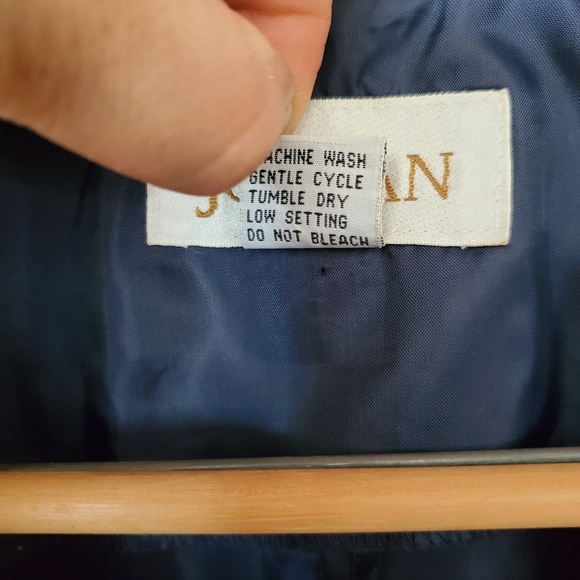 MACHINE WASH
GENTLE CYCLE
TUMBLE DRY
LOW SETTING
DO NOT BLEACH